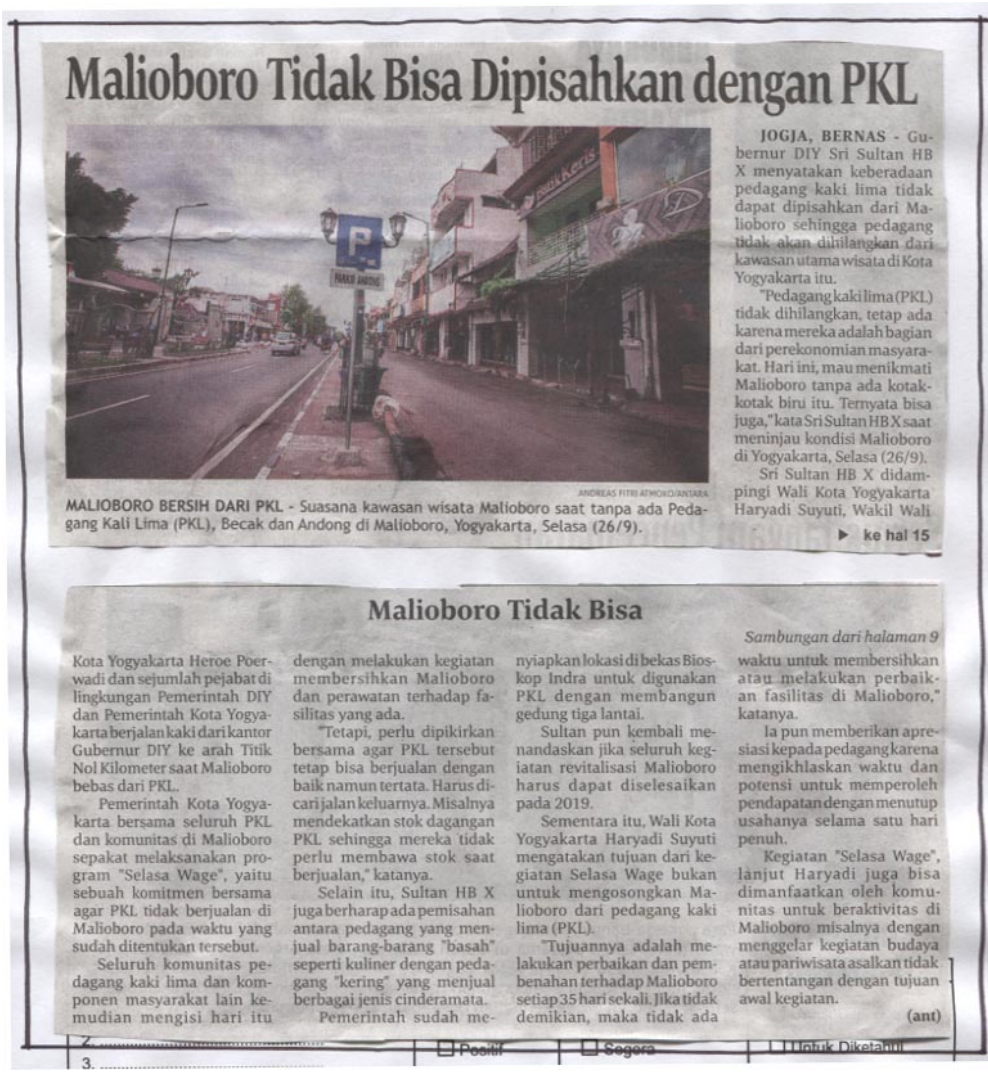 Malioboro Tidak Bisa Dipisahkan dengan PKL
Batik Keris
P
PARKIR ANDONG
ANDREAS FITRI ATMOKO/ANTARA
MALIOBORO BERSIH DARI PKL - Suasana kawasan wisata Malioboro saat tanpa ada Peda-
gang Kali Lima (PKL), Becak dan Andong di Malioboro, Yogyakarta, Selasa (26/9).
JOGJA, BERNAS - Gu-
bernur DIY Sri Sultan HB
X menyatakan keberadaan
pedagang kaki lima tidak
dapat dipisahkan dari Ma-
lioboro sehingga pedagang
tidak akan dihilangkan dari
kawasan utama wisata di Kota
Yogyakarta itu.
"Pedagang kaki lima (PKL)
tidak dihilangkan, tetap ada
karena mereka adalah bagian
dari perekonomian masyara-
kat. Hari ini, mau menikmati
Malioboro tanpa ada kotak-
kotak biru itu. Ternyata bisa
juga," kata Sri Sultan HB X saat
meninjau kondisi Malioboro
di Yogyakarta, Selasa (26/9).
Sri Sultan HB X didam-
pingi Wali Kota Yogyakarta
Haryadi Suyuti, Wakil Wali
▶ ke hal 15
Malioboro Tidak Bisa
Sambungan dari halaman 9
Kota Yogyakarta Heroe Poer-
wadi dan sejumlah pejabat di
lingkungan Pemerintah DIY
dan Pemerintah Kota Yogya-
karta berjalan kaki dari kantor
Gubernur DIY ke arah Titik
Nol Kilometer saat Malioboro
bebas dari PKL.
Pemerintah Kota Yogya-
karta bersama seluruh PKL
dan komunitas di Malioboro
sepakat melaksanakan pro-
gram "Selasa Wage", yaitu
sebuah komitmen bersama
agar PKL tidak berjualan di
Malioboro pada waktu yang
sudah ditentukan tersebut.
Seluruh komunitas pe-
dagang kaki lima dan kom-
ponen masyarakat lain ke-
mudian mengisi hari itu
dengan melakukan kegiatan
membersihkan Malioboro
dan perawatan terhadap fa-
silitas yang ada.
"Tetapi, perlu dipikirkan
bersama agar PKL tersebut
tetap bisa berjualan dengan
baik namun tertata. Harus di-
cari jalan keluarnya. Misalnya
mendekatkan stok dagangan
PKL sehingga mereka tidak
perlu membawa stok saat
berjualan," katanya.
Selain itu, Sultan HB X
juga berharap ada pemisahan
antara pedagang yang men-
jual barang-barang "basah"
seperti kuliner dengan peda-
gang "kering" yang menjual
berbagai jenis cinderamata.
Pemerintah sudah me-
nyiapkan lokasi di bekas Bios-
kop Indra untuk digunakan
PKL dengan membangun
gedung tiga lantai.
Sultan pun kembali me-
nandaskan jika seluruh keg-
iatan revitalisasi Malioboro
harus dapat diselesaikan
pada 2019.
Sementara itu, Wali Kota
Yogyakarta Haryadi Suyuti
mengatakan tujuan dari ke-
giatan Selasa Wage bukan
untuk mengosongkan Ma-
lioboro dari pedagang kaki
lima (PKL).
"Tujuannya adalah me-
lakukan perbaikan dan pem-
benahan terhadap Malioboro
setiap 35 hari sekali. Jika tidak
demikian, maka tidak ada
waktu untuk membersihkan
atau melakukan perbaik-
an fasilitas di Malioboro,"
katanya.
Ia pun memberikan apre-
siasi kepada pedagang karena
mengikhlaskan waktu dan
potensi untuk memperoleh
pendapatan dengan menutup
usahanya selama satu hari
penuh.
Kegiatan "Selasa Wage",
lanjut Haryadi juga bisa
dimanfaatkan oleh komu-
nitas untuk beraktivitas di
Malioboro misalnya dengan
menggelar kegiatan budaya
atau pariwisata asalkan tidak
bertentangan dengan tujuan
awal kegiatan.
(ant)
2.
3.
Positif
Segera
Untuk Diketahui